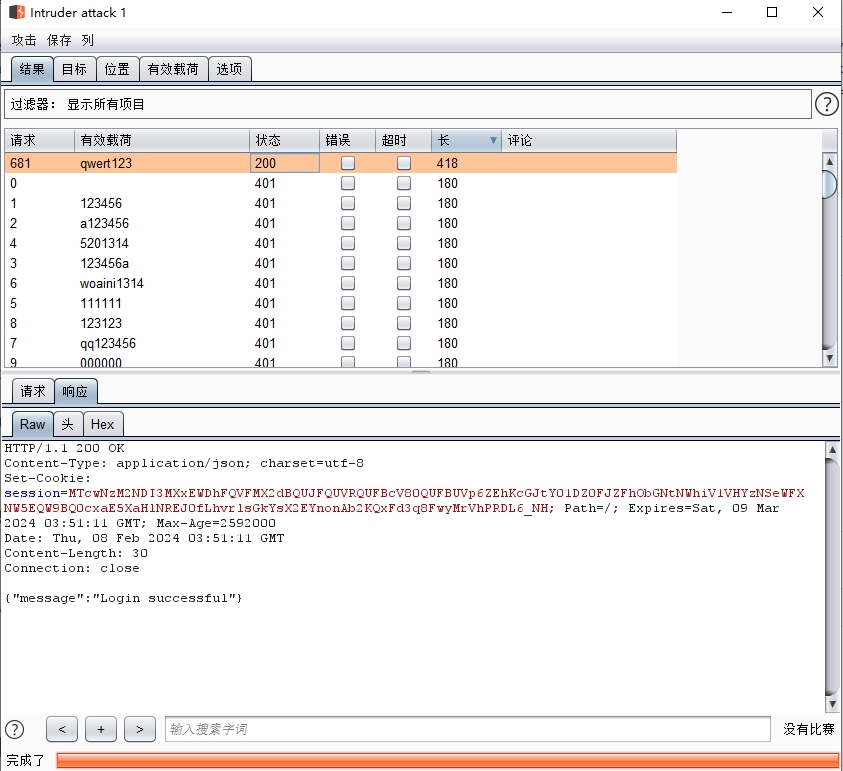 Intruder attack 1
攻击 保存 列
结果 目标 位置 有效载荷 选项
过滤器： 显示所有项目 ?
请求 有效载荷 状态 错误 超时 长 评论
681 qwert123 200 418
0 401 180
1 123456 401 180
2 a123456 401 180
4 5201314 401 180
3 123456a 401 180
6 woaini1314 401 180
5 111111 401 180
8 123123 401 180
7 qq123456 401 180
9 000000 401 180
请求 响应
Raw 头 Hex
HTTP/1.1 200 OK
Content-Type: application/json; charset=utf-8
Set-Cookie:
Path=/; Expires=Sat, 09 Mar
2024 03:51:11 GMT; Max-Age=2592000
Date: Thu, 08 Feb 2024 03:51:11 GMT
Content-Length: 30
Connection: close
{"message":"Login successful"}
? < + > 输入搜索字词 没有比赛
完成了